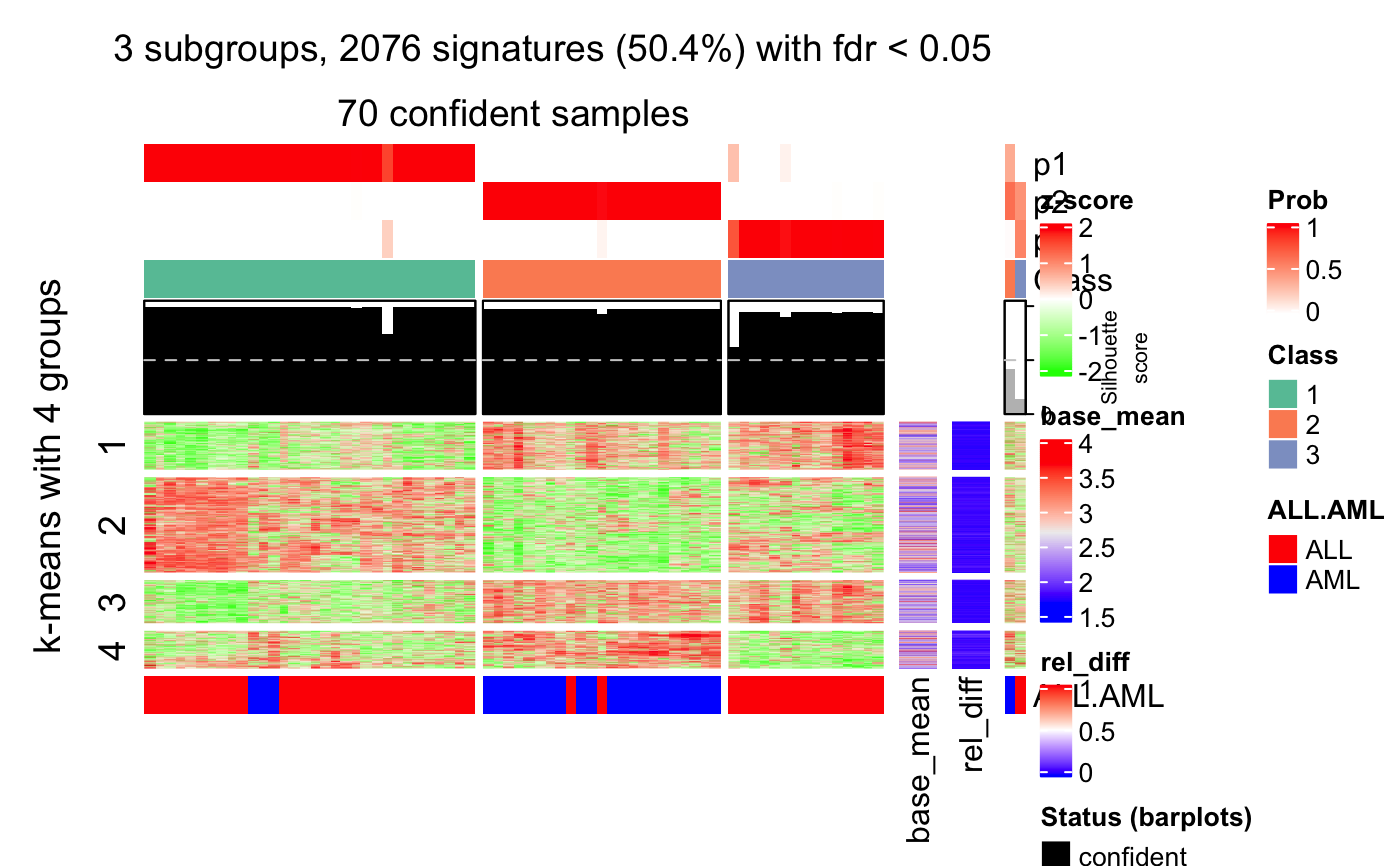 3 subgroups, 2076 signatures (50.4%) with fdr < 0.05
70 confident samples
p1
p2
p
Class
Silhouette
score
0
k-means with 4 groups
1
2
3
4
base_mean
rel_diff
ALL.AML
z-score
2
1
0
-1
-2
base_mean
4
3.5
3
2.5
2
1.5
rel_diff
1
0.5
0
Status (barplots)
confident
Prob
1
0.5
0
Class
1
2
3
ALL.AML
ALL
AML